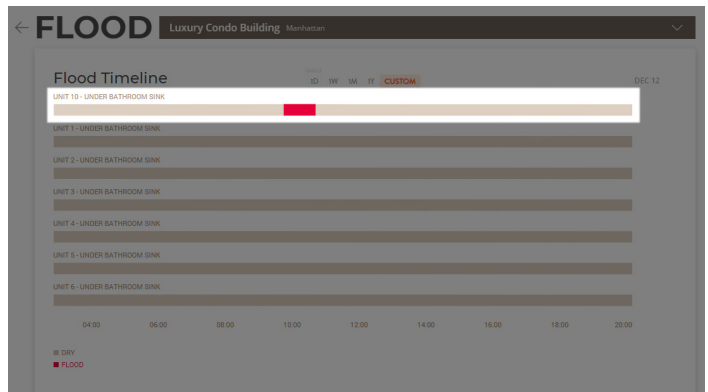 FLOOD Luxury Condo Building Manhattan
Flood Timeline
1D 1W 1M 1Y CUSTOM DEC 12
UNIT 10 - UNDER BATHROOM SINK
UNIT 1 - UNDER BATHROOM SINK
UNIT 2 - UNDER BATHROOM SINK
UNIT 3 - UNDER BATHROOM SINK
UNIT 4 - UNDER BATHROOM SINK
UNIT 5 - UNDER BATHROOM SINK
UNIT 6 - UNDER BATHROOM SINK
04:00 06:00 08:00 10:00 12:00 14:00 16:00 18:00 20:00
DRY
FLOOD